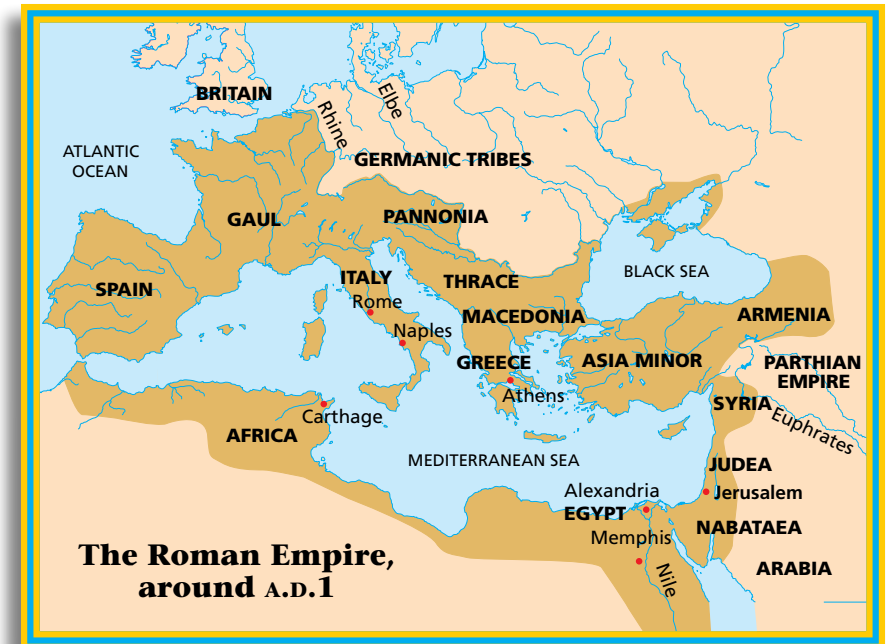 BRITAIN
Rhine
Elbe
ATLANTIC
OCEAN
GERMANIC TRIBES
GAUL
PANNONIA
SPAIN
ITALY
Rome
THRACE
BLACK SEA
Naples
MACEDONIA
ARMENIA
GREECE
ASIA MINOR
PARTHIAN
EMPIRE
Athens
Carthage
SYRIA
Euphrates
AFRICA
MEDITERRANEAN SEA
JUDEA
Alexandria
Jerusalem
EGYPT
NABATAEA
Memphis
Nile
ARABIA
The Roman Empire,
around A.D.1